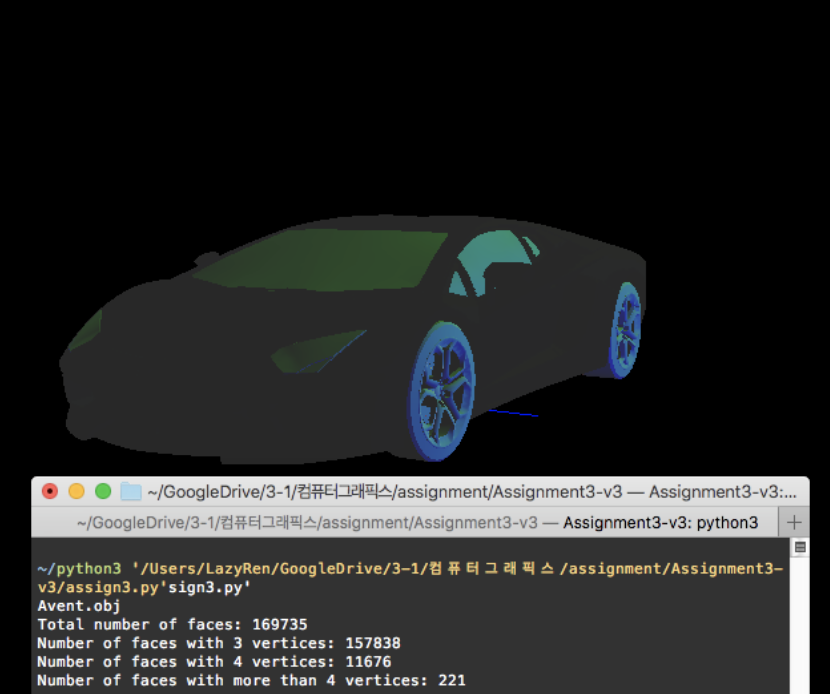 ~/GoogleDrive/3-1/컴퓨터그래픽스/assignment/Assignment3-v3 — Assignment3-v3:...
~/GoogleDrive/3-1/컴퓨터그래픽스/assignment/Assignment3-v3 — Assignment3-v3: python3
~/python3 '/Users/LazyRen/GoogleDrive/3-1/컴퓨터그래픽스/assignment/Assignment3-
v3/assign3.py'sign3.py'
Avent.obj
Total number of faces: 169735
Number of faces with 3 vertices: 157838
Number of faces with 4 vertices: 11676
Number of faces with more than 4 vertices: 221